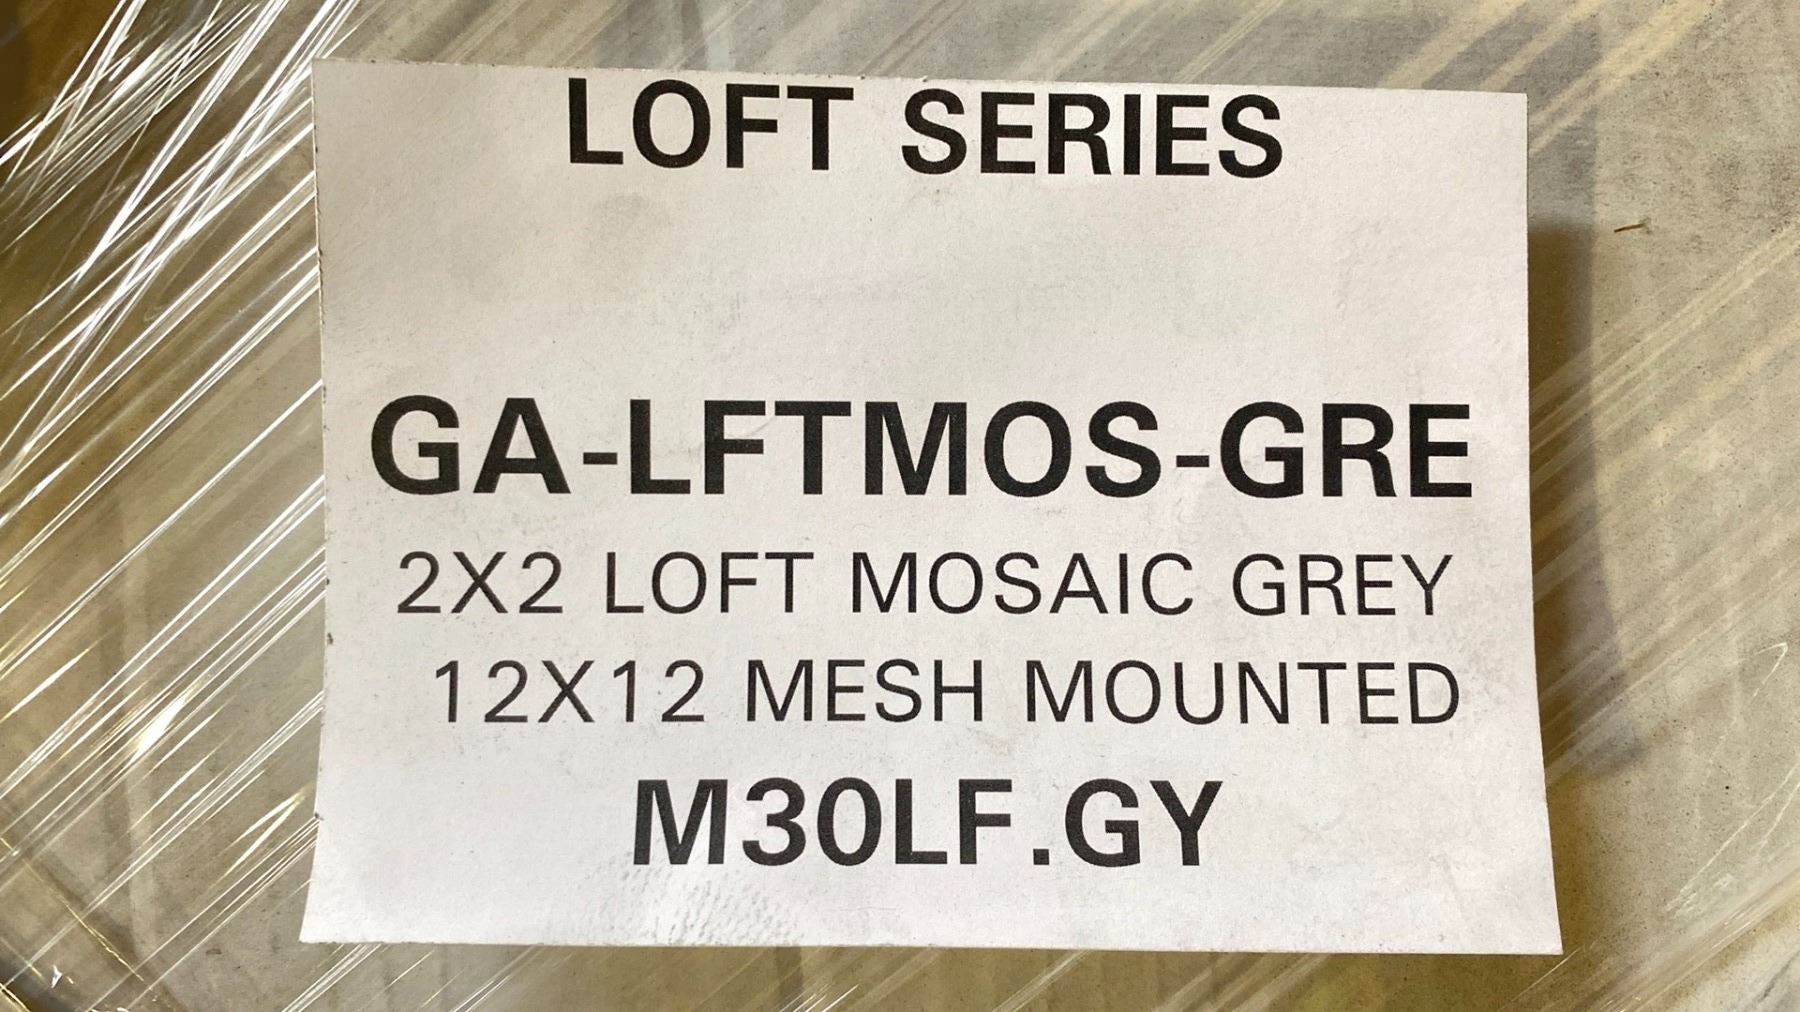 LOFT SERIES
GA-LFTMOS-GRE
2X2 LOFT MOSAIC GREY
12X12 MESH MOUNTED
M30LF.GY